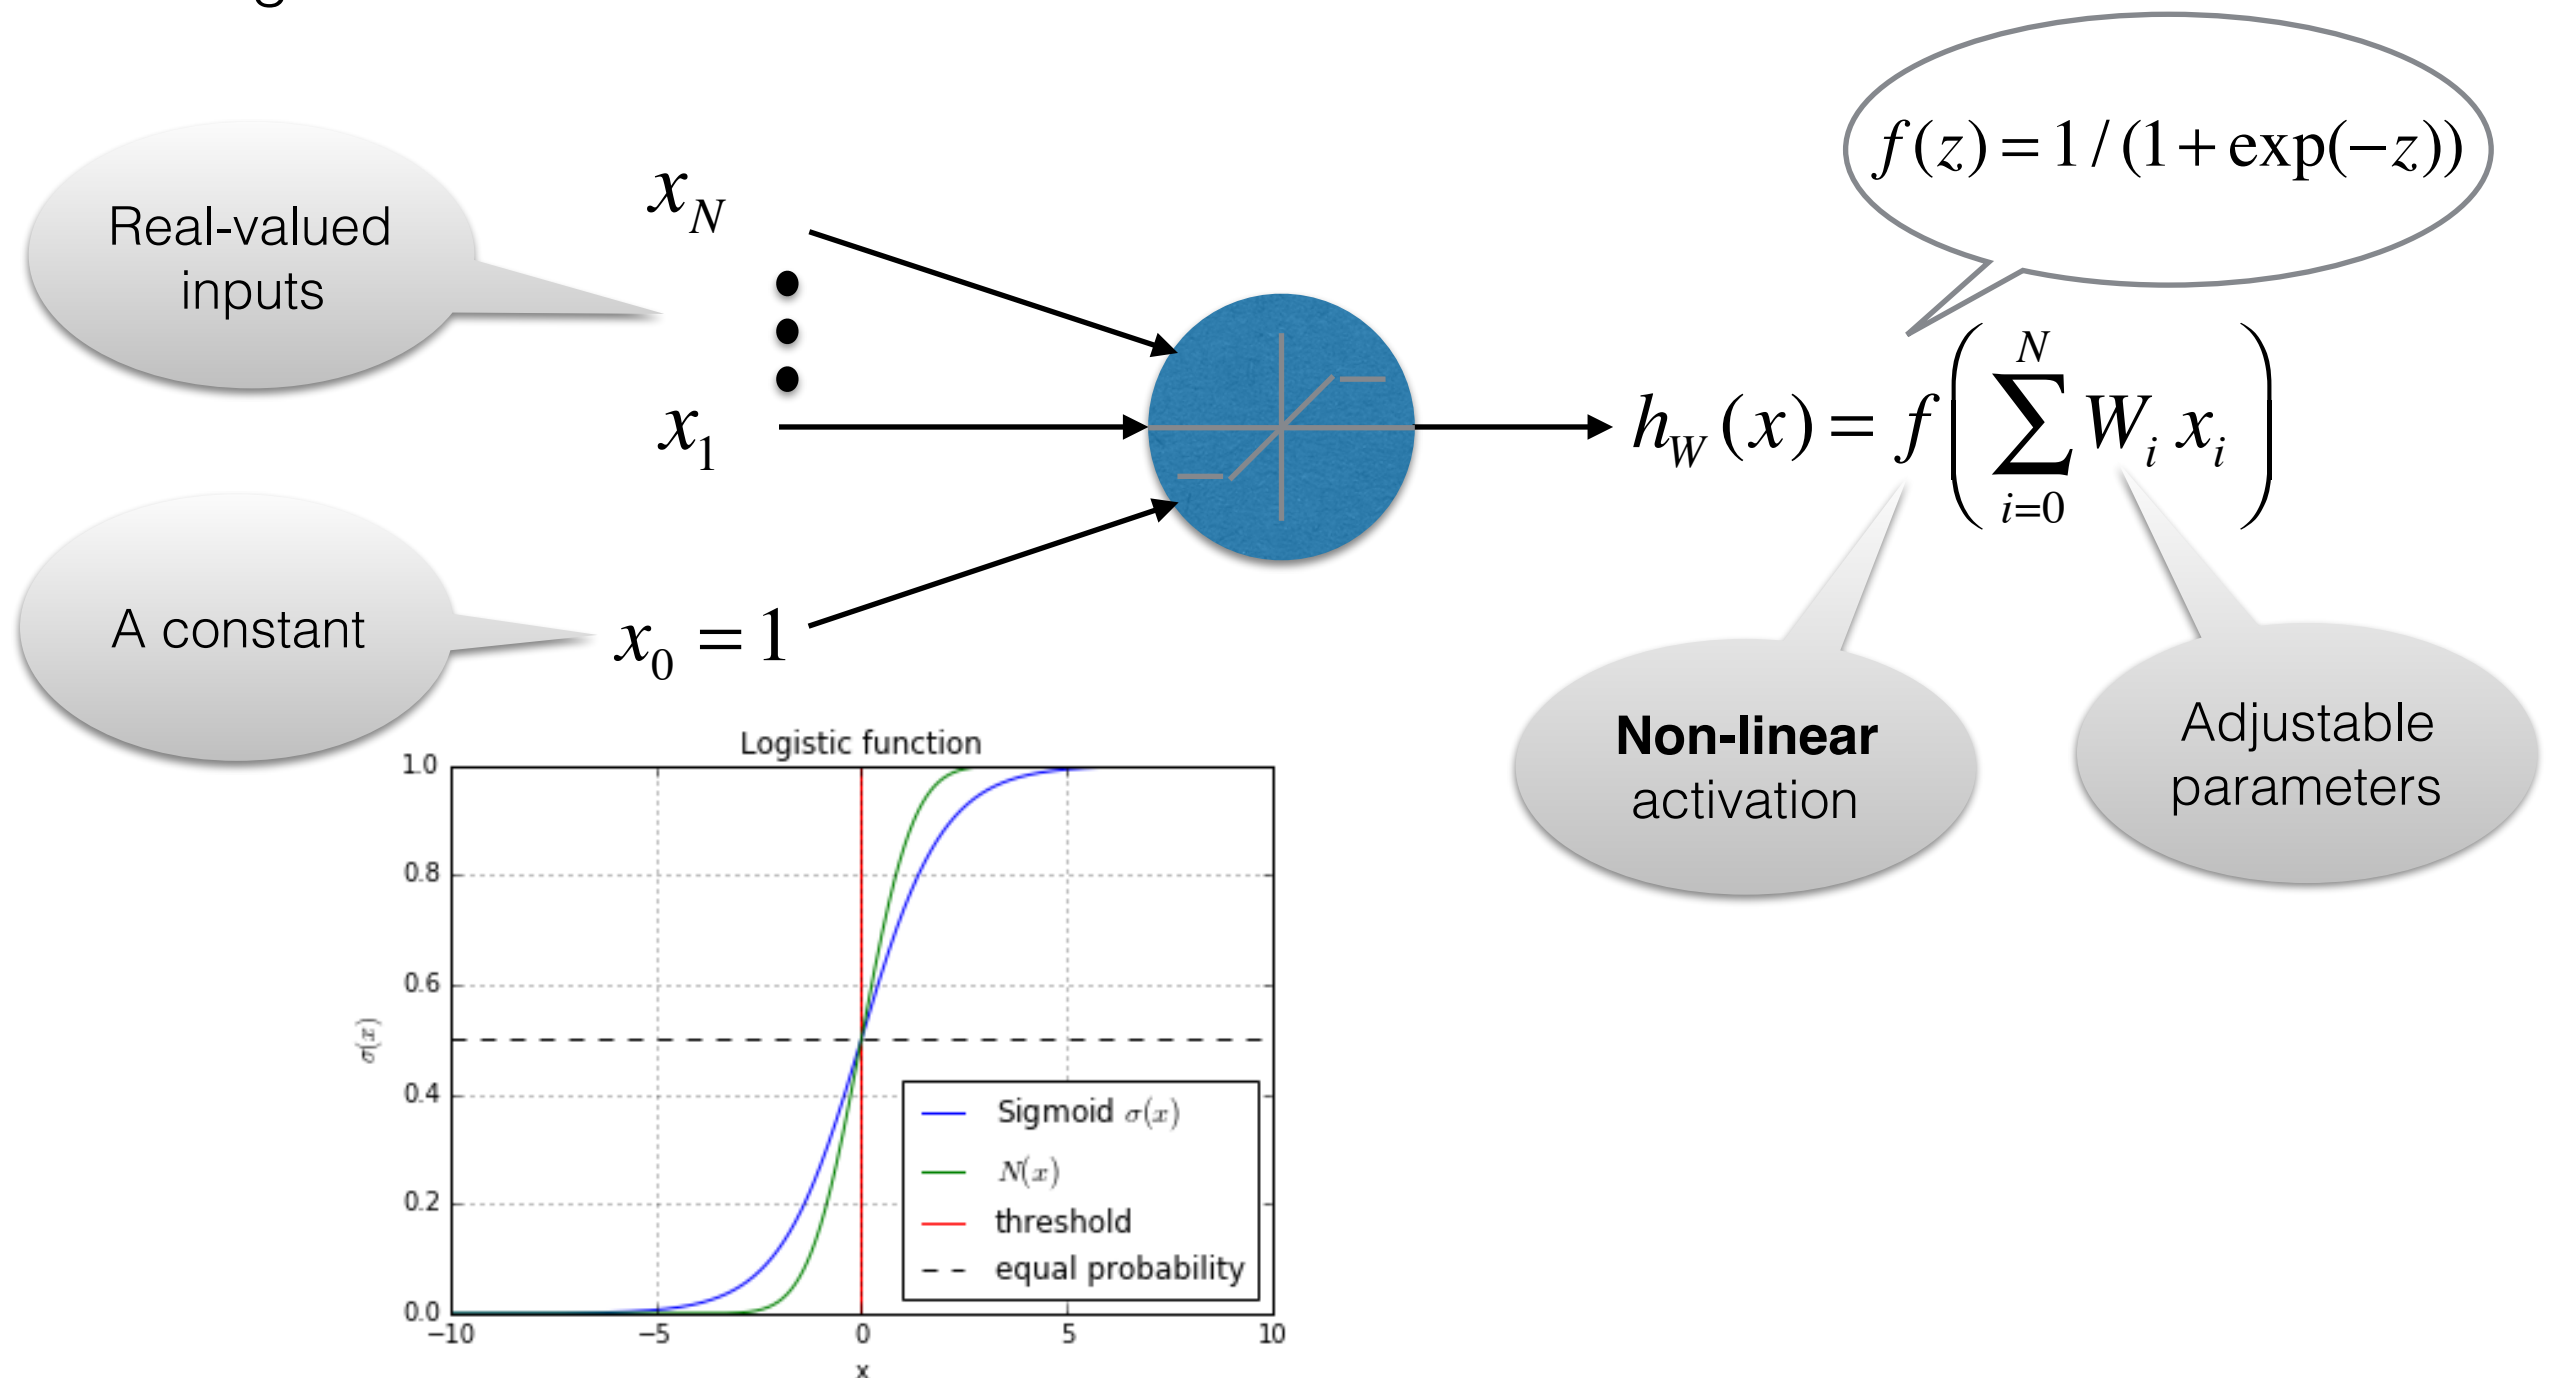 f(z) = 1 / (1 + exp(−z))
Real-valued
inputs
x_N
x_1
h_W(x) = f( ∑_{i=0}^{N} W_i x_i )
A constant
x_0 = 1
Non-linear
activation
Adjustable
parameters
Logistic function
1.0
0.8
0.6
0.4
0.2
0.0
σ(x)
Sigmoid σ(x)
N(x)
threshold
equal probability
−10
−5
0
5
10
x